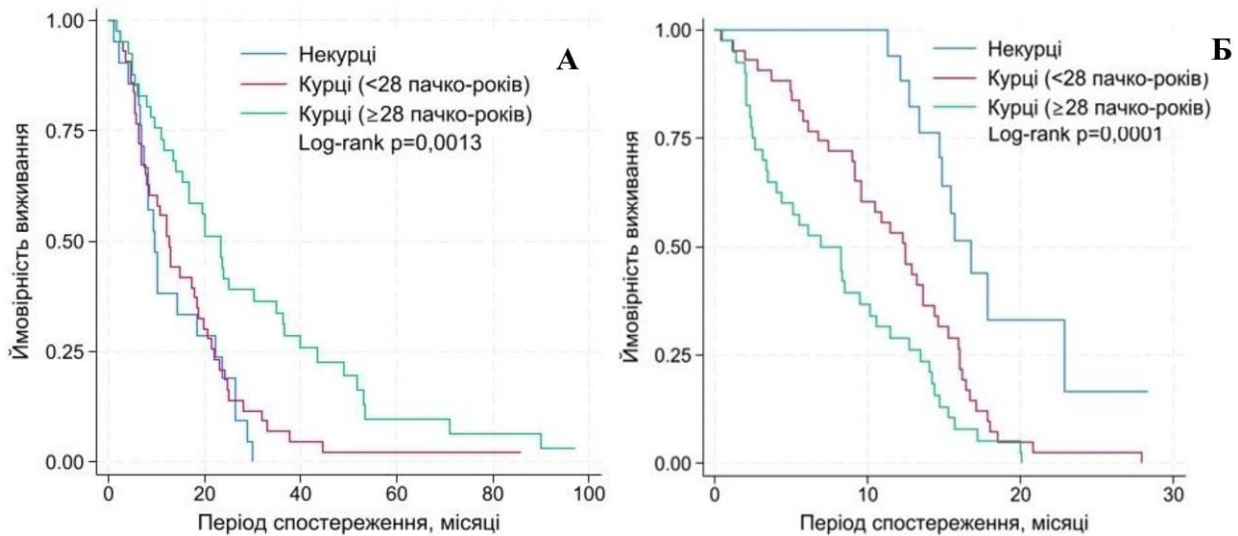 А
Некурці
Курці (<28 пачко-років)
Курці (≥28 пачко-років)
Log-rank p=0,0013
Ймовірність виживання
1.00
0.75
0.50
0.25
0.00
0 20 40 60 80 100
Період спостереження, місяці
Б
Некурці
Курці (<28 пачко-років)
Курці (≥28 пачко-років)
Log-rank p=0,0001
Ймовірність виживання
1.00
0.75
0.50
0.25
0.00
0 10 20 30
Період спостереження, місяці